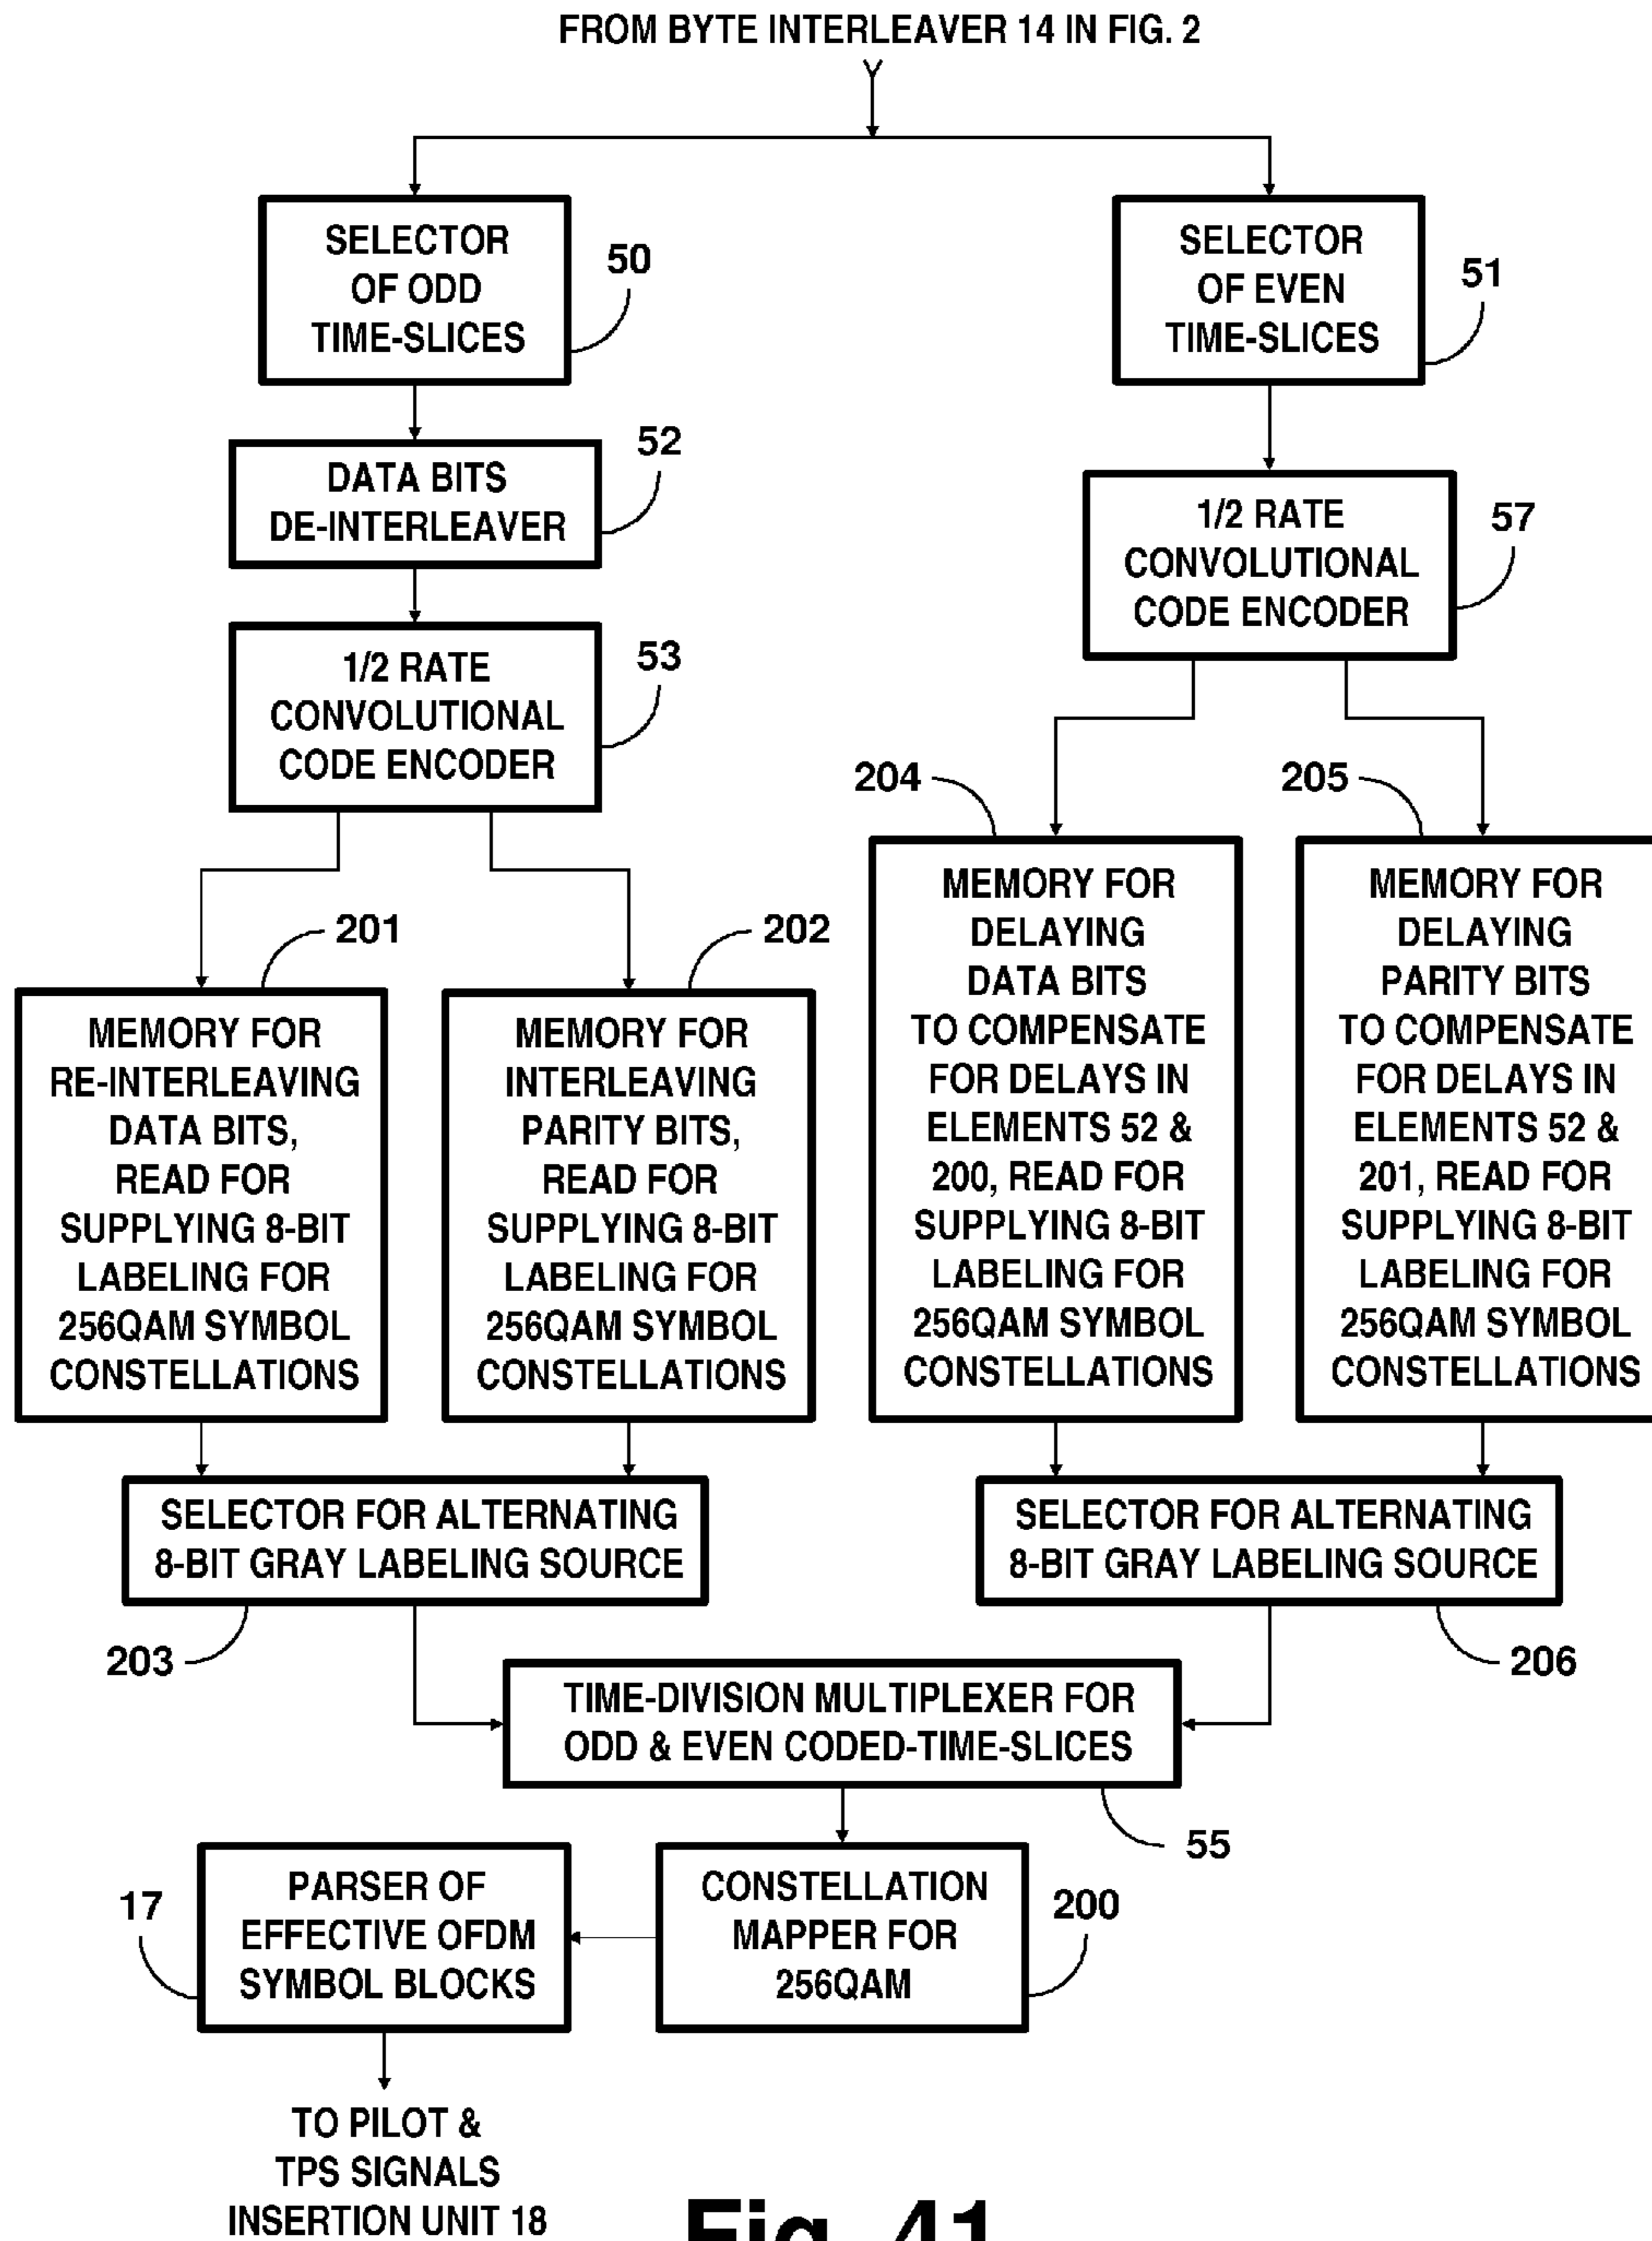 FROM BYTE INTERLEAVER 14 IN FIG. 2
SELECTOR
OF ODD
TIME-SLICES
50
SELECTOR
OF EVEN
TIME-SLICES
51
DATA BITS
DE-INTERLEAVER
52
1/2 RATE
CONVOLUTIONAL
CODE ENCODER
57
1/2 RATE
CONVOLUTIONAL
CODE ENCODER
53
204
205
201
202
MEMORY FOR
RE-INTERLEAVING
DATA BITS,
READ FOR
SUPPLYING 8-BIT
LABELING FOR
256QAM SYMBOL
CONSTELLATIONS
MEMORY FOR
INTERLEAVING
PARITY BITS,
READ FOR
SUPPLYING 8-BIT
LABELING FOR
256QAM SYMBOL
CONSTELLATIONS
MEMORY FOR
DELAYING
DATA BITS
TO COMPENSATE
FOR DELAYS IN
ELEMENTS 52 &
200, READ FOR
SUPPLYING 8-BIT
LABELING FOR
256QAM SYMBOL
CONSTELLATIONS
MEMORY FOR
DELAYING
PARITY BITS
TO COMPENSATE
FOR DELAYS IN
ELEMENTS 52 &
201, READ FOR
SUPPLYING 8-BIT
LABELING FOR
256QAM SYMBOL
CONSTELLATIONS
SELECTOR FOR ALTERNATING
8-BIT GRAY LABELING SOURCE
203
SELECTOR FOR ALTERNATING
8-BIT GRAY LABELING SOURCE
206
TIME-DIVISION MULTIPLEXER FOR
ODD & EVEN CODED-TIME-SLICES
55
17
PARSER OF
EFFECTIVE OFDM
SYMBOL BLOCKS
CONSTELLATION
MAPPER FOR
256QAM
200
TO PILOT &
TPS SIGNALS
INSERTION UNIT 18
Fig. 41